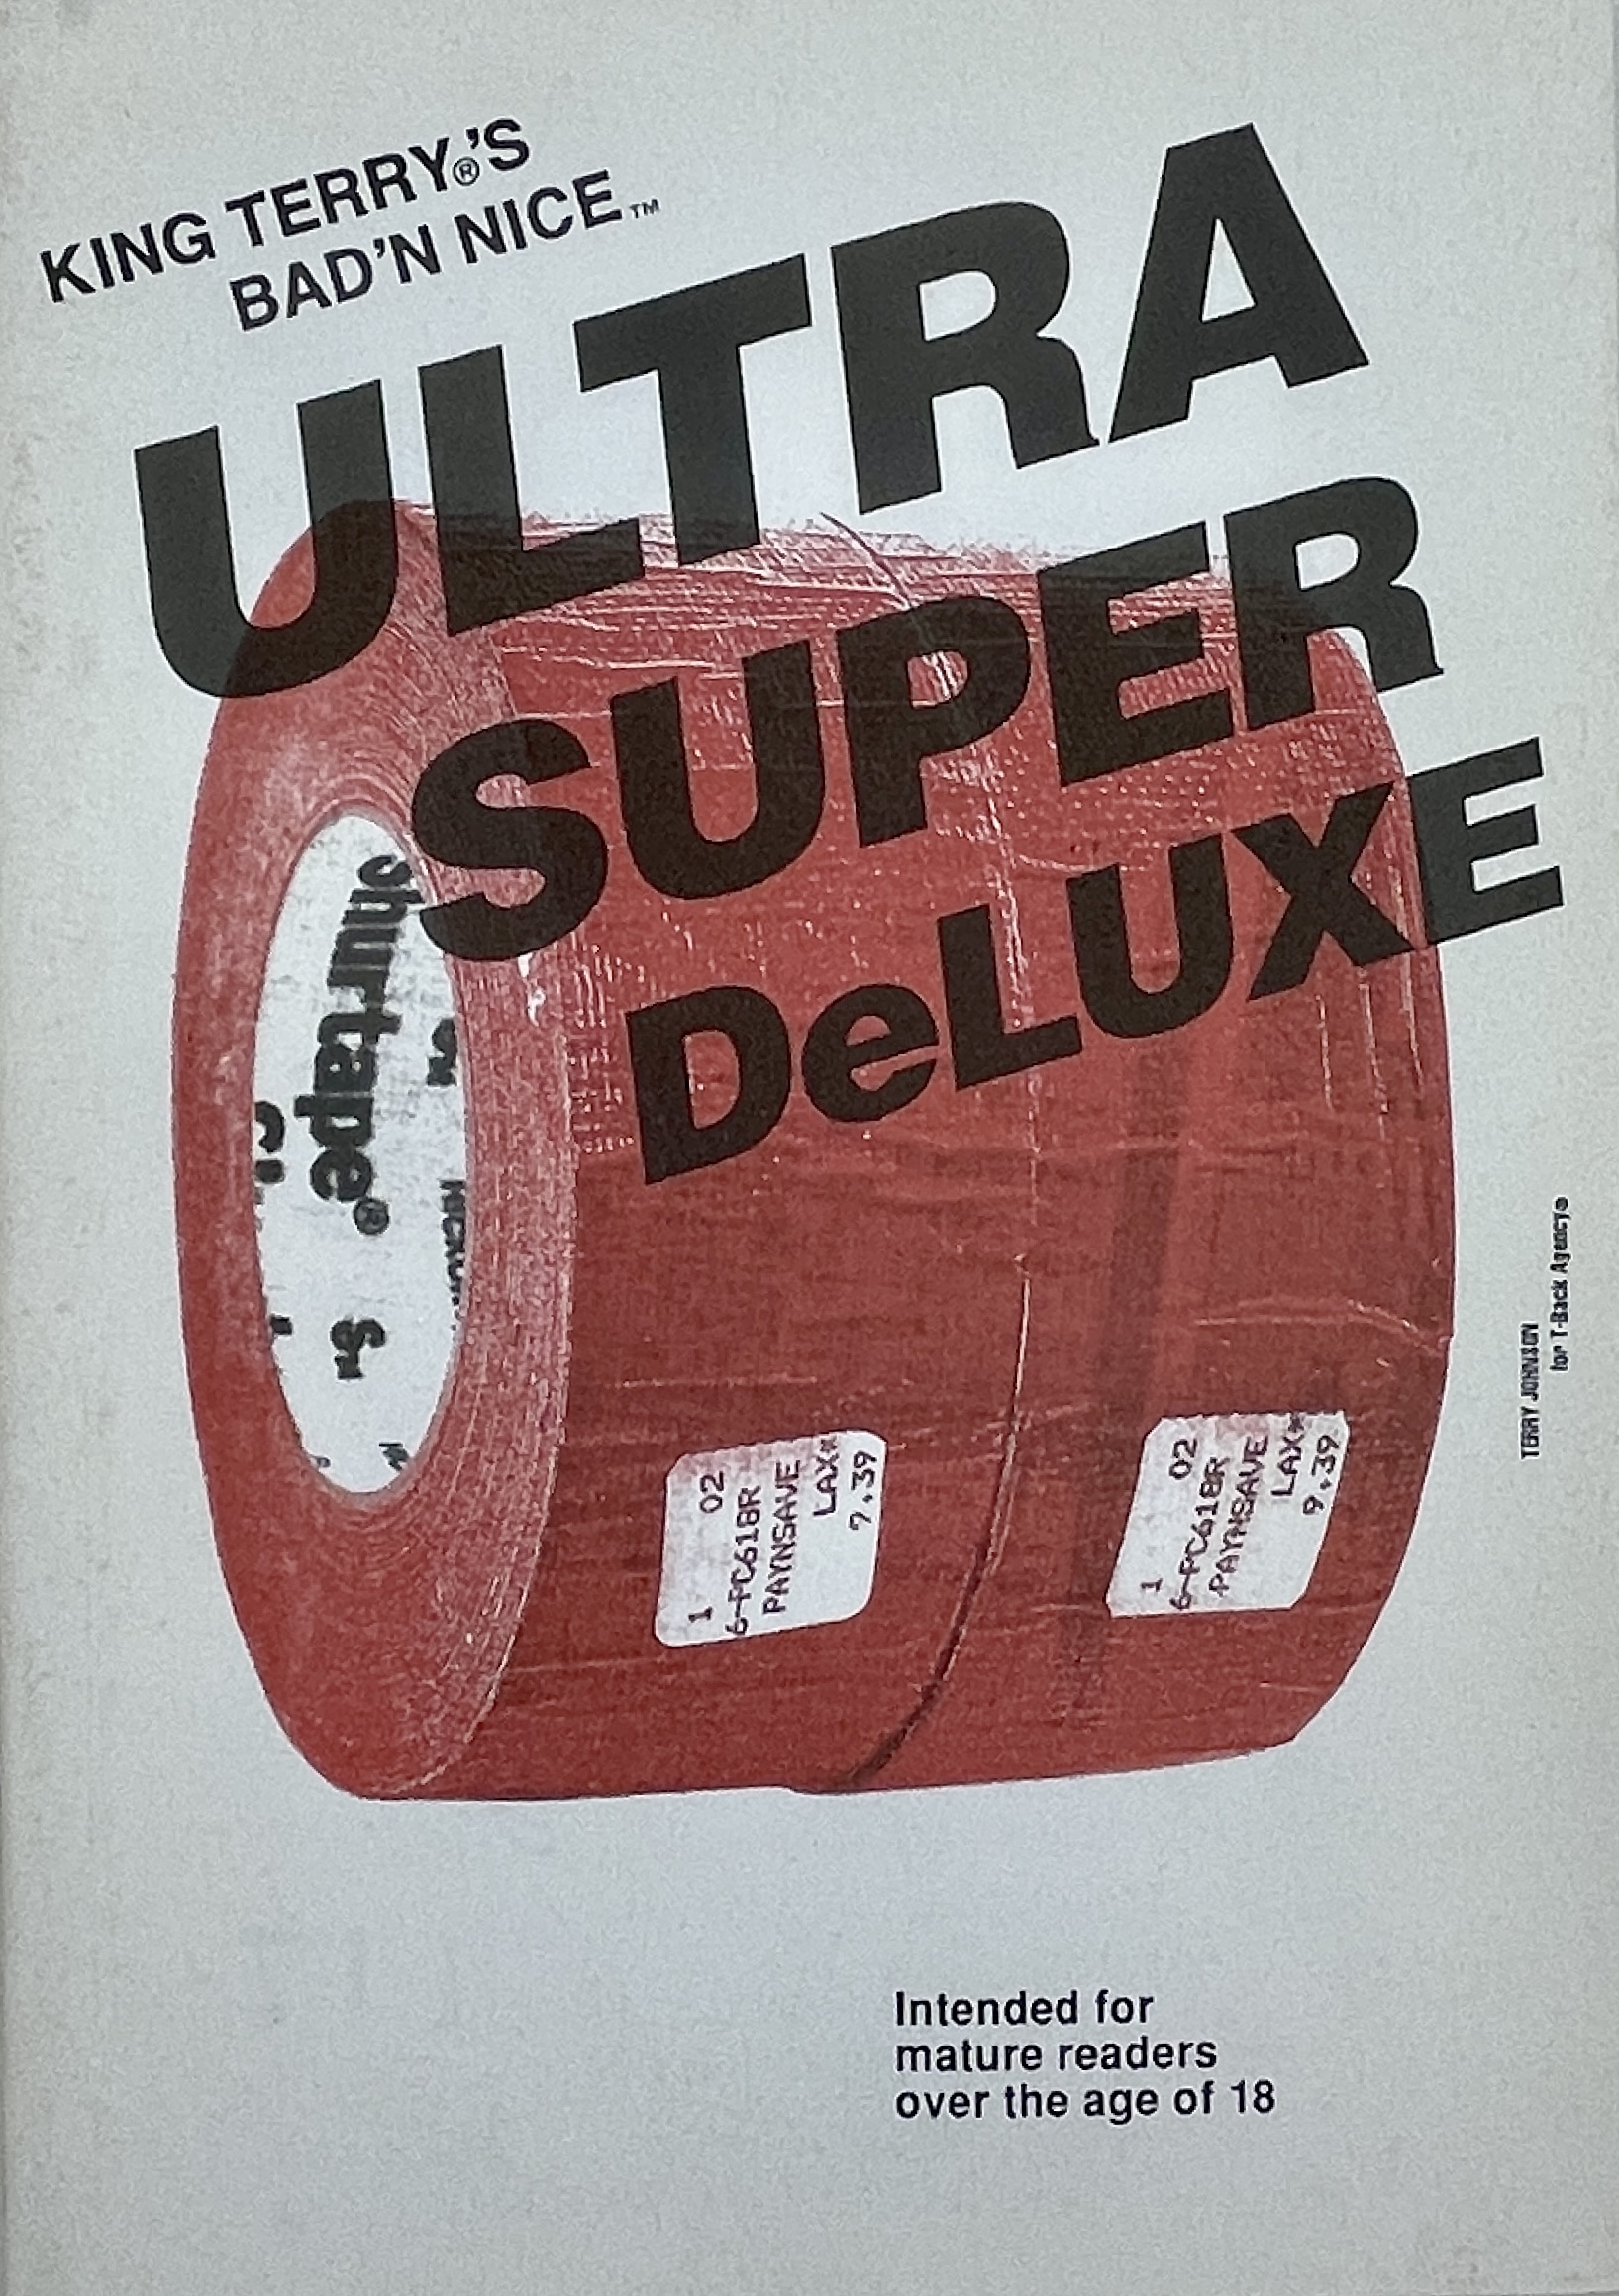 KING TERRY®'S
BAD'N NICE™
ULTRA
SUPER
DeLUXE
shurtape®
1 02
6-PC618R
PAYNSAVE
LAX*
9.39
1 02
6-PC618R
PAYNSAVE
LAX*
9.39
TERRY JOHNSON
for T-Back Agency®
Intended for
mature readers
over the age of 18